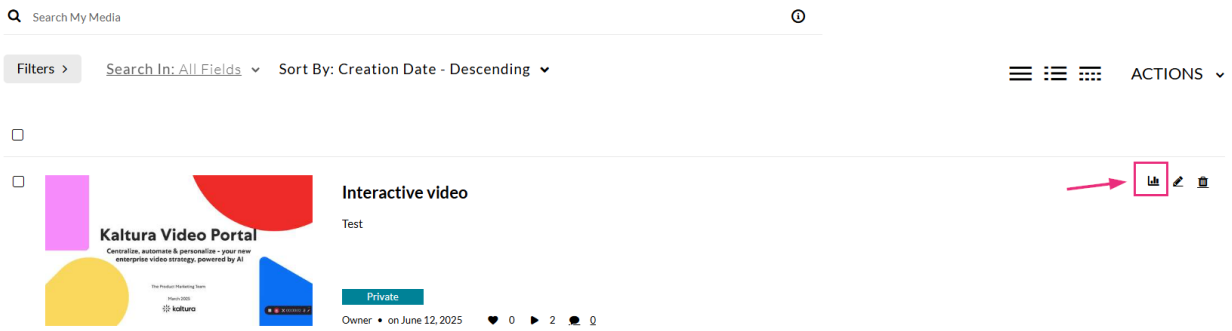 Search My Media
Filters >
Search In: All Fields
Sort By: Creation Date - Descending
ACTIONS
Interactive video
Test
Kaltura Video Portal
Centralize, automate & personalize - your new
enterprise video strategy, powered by AI
The Product Marketing Team
March 2025
kaltura
Private
Owner • on June 12, 2025 0 2 0